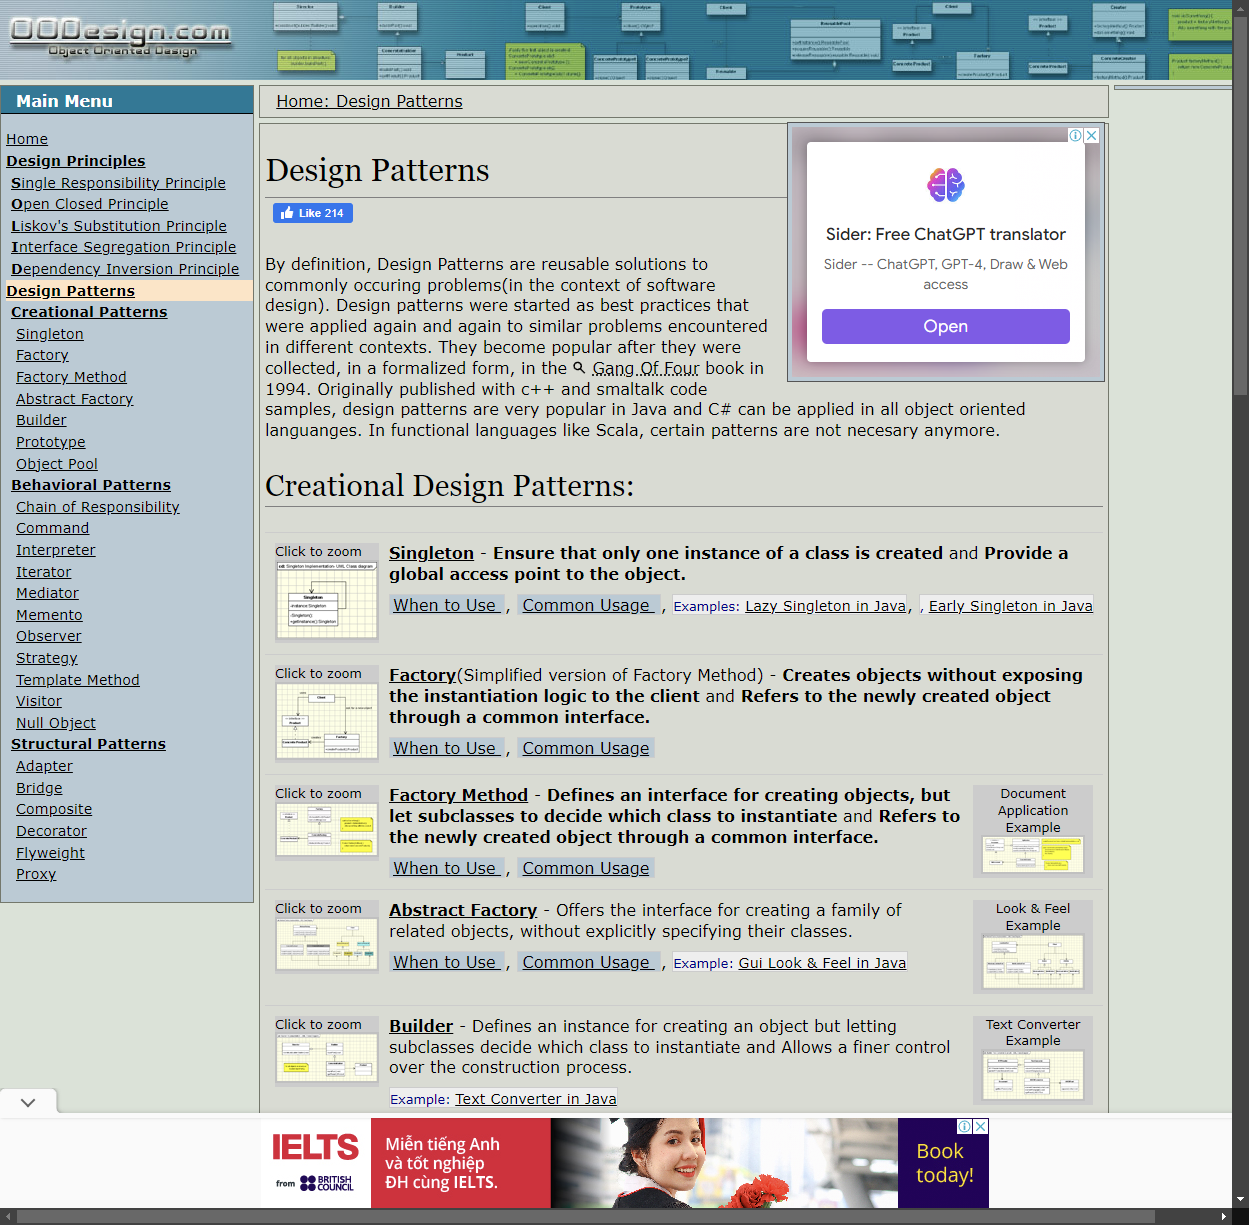 OODesign.com
Object Oriented Design
Main Menu
Home
Design Principles
Single Responsibility Principle
Open Closed Principle
Liskov's Substitution Principle
Interface Segregation Principle
Dependency Inversion Principle
Design Patterns
Creational Patterns
Singleton
Factory
Factory Method
Abstract Factory
Builder
Prototype
Object Pool
Behavioral Patterns
Chain of Responsibility
Command
Interpreter
Iterator
Mediator
Memento
Observer
Strategy
Template Method
Visitor
Null Object
Structural Patterns
Adapter
Bridge
Composite
Decorator
Flyweight
Proxy
Home: Design Patterns
Design Patterns
Like 214
Sider: Free ChatGPT translator
Sider -- ChatGPT, GPT-4, Draw & Web
access
Open
By definition, Design Patterns are reusable solutions to
commonly occuring problems(in the context of software
design). Design patterns were started as best practices that
were applied again and again to similar problems encountered
in different contexts. They become popular after they were
collected, in a formalized form, in the Gang Of Four book in
1994. Originally published with c++ and smaltalk code
samples, design patterns are very popular in Java and C# can be applied in all object oriented
languanges. In functional languages like Scala, certain patterns are not necesary anymore.
Creational Design Patterns:
Click to zoom
Singleton - Ensure that only one instance of a class is created and Provide a
global access point to the object.
When to Use , Common Usage , Examples: Lazy Singleton in Java, , Early Singleton in Java
Click to zoom
Factory(Simplified version of Factory Method) - Creates objects without exposing
the instantiation logic to the client and Refers to the newly created object
through a common interface.
When to Use , Common Usage
Click to zoom
Factory Method - Defines an interface for creating objects, but
let subclasses to decide which class to instantiate and Refers to
the newly created object through a common interface.
When to Use , Common Usage
Document
Application
Example
Click to zoom
Abstract Factory - Offers the interface for creating a family of
related objects, without explicitly specifying their classes.
When to Use , Common Usage , Example: Gui Look & Feel in Java
Look & Feel
Example
Click to zoom
Builder - Defines an instance for creating an object but letting
subclasses decide which class to instantiate and Allows a finer control
over the construction process.
Example: Text Converter in Java
Text Converter
Example
IELTS
from BRITISH
COUNCIL
Miễn tiếng Anh
và tốt nghiệp
ĐH cùng IELTS.
Book
today!